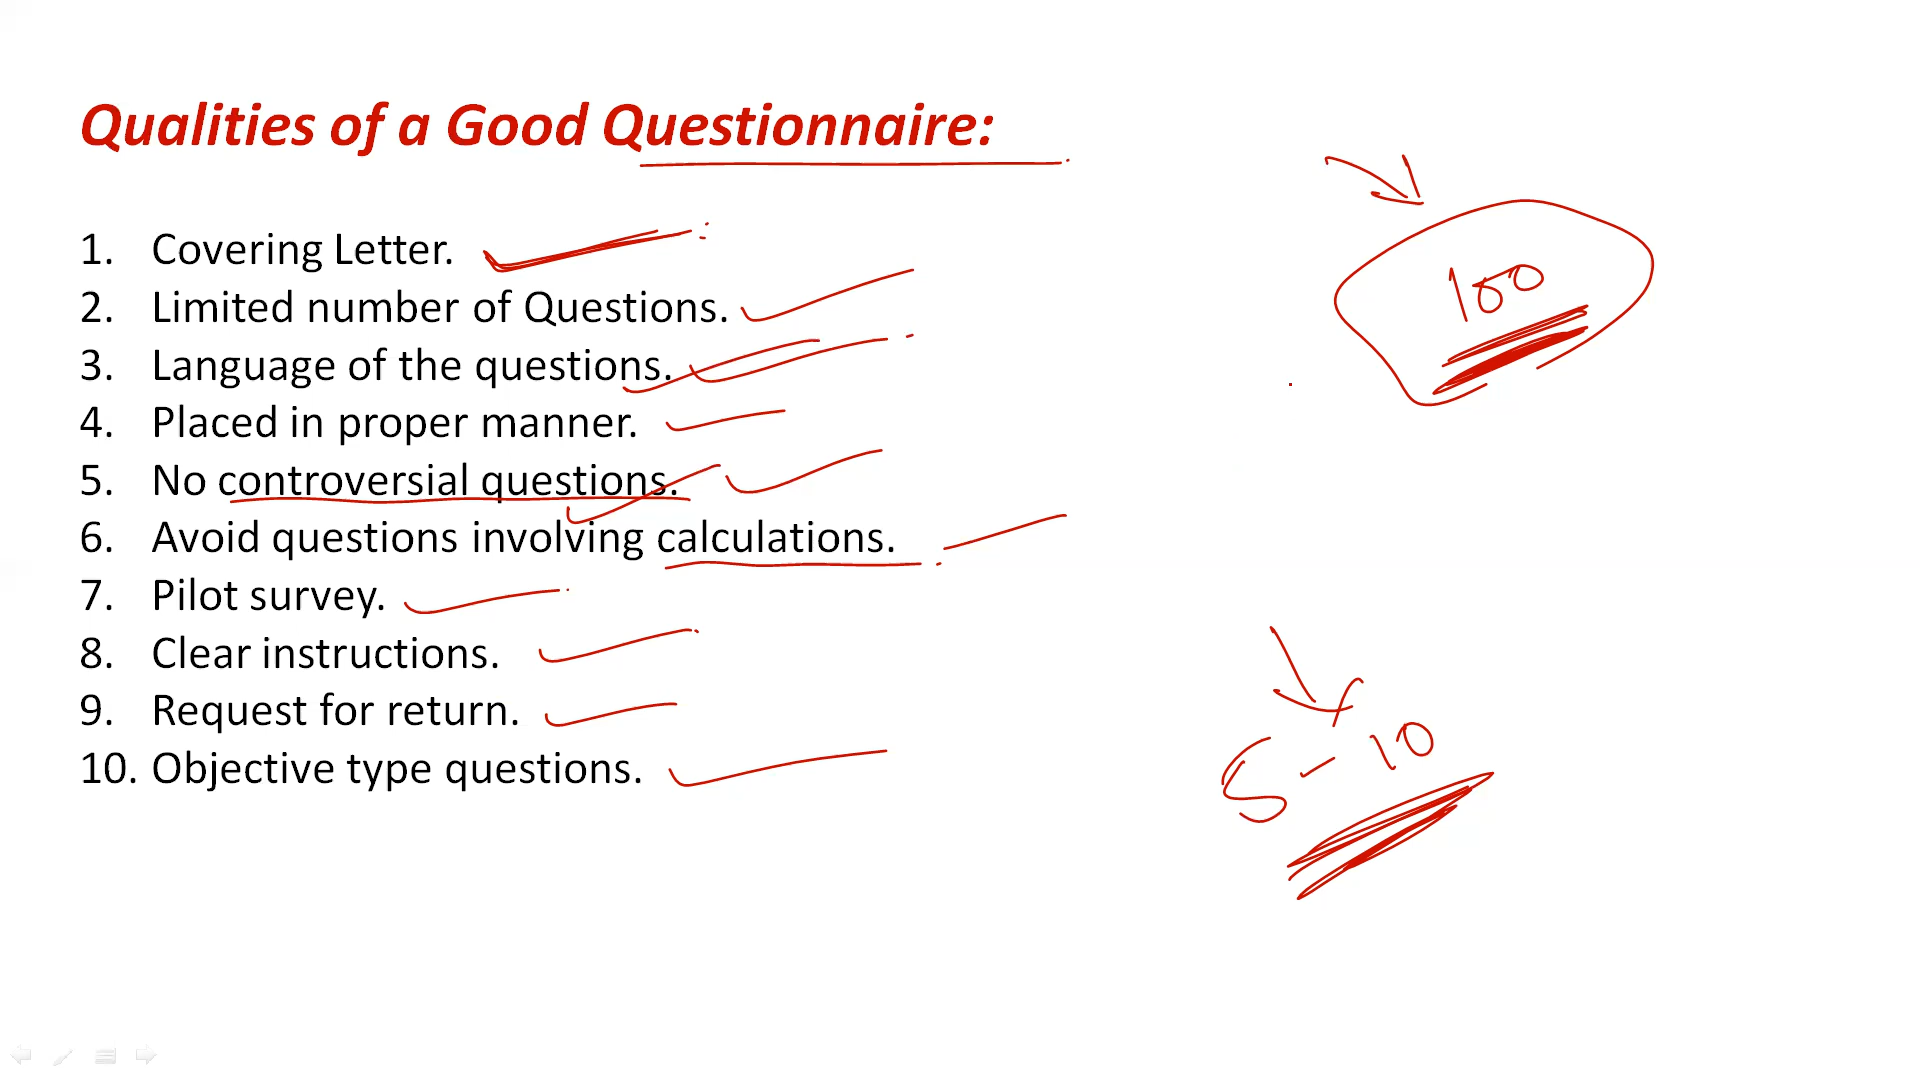 Qualities of a Good Questionnaire:
1. Covering Letter.
2. Limited number of Questions.
3. Language of the questions.
4. Placed in proper manner.
5. No controversial questions.
6. Avoid questions involving calculations.
7. Pilot survey.
8. Clear instructions.
9. Request for return.
10. Objective type questions.
100
5-10